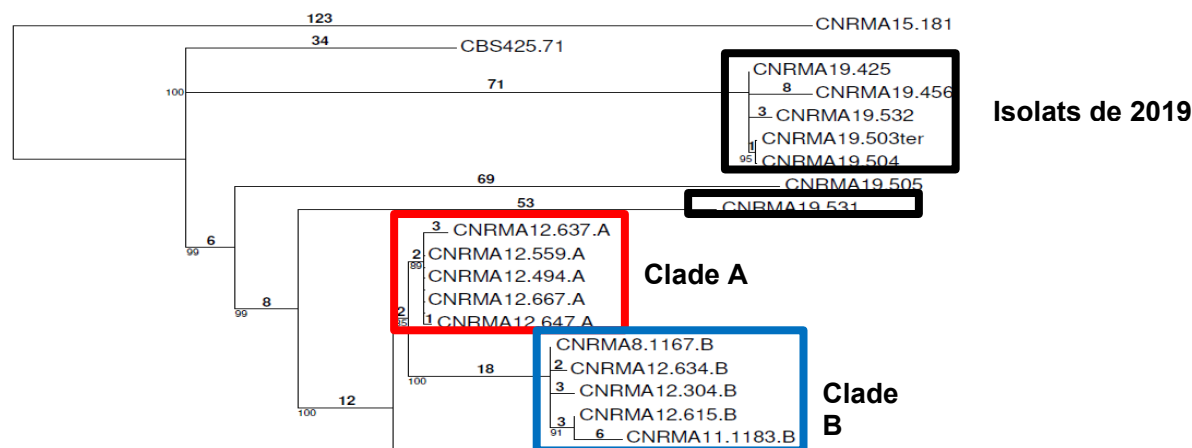 123
CNRMA15.181
34
CBS425.71
100
71
CNRMA19.425
8
CNRMA19.456
3
CNRMA19.532
1
CNRMA19.503ter
95
CNRMA19.504
Isolats de 2019
69
CNRMA19.505
53
CNRMA19.531
6
99
3
CNRMA12.637.A
2
CNRMA12.559.A
89
CNRMA12.494.A
CNRMA12.667.A
1
CNRMA12.647.A
Clade A
8
99
2
CNRMA8.1167.B
2
CNRMA12.634.B
18
100
3
CNRMA12.304.B
CNRMA12.615.B
3
91
6
CNRMA11.1183.B
Clade
B
12
100